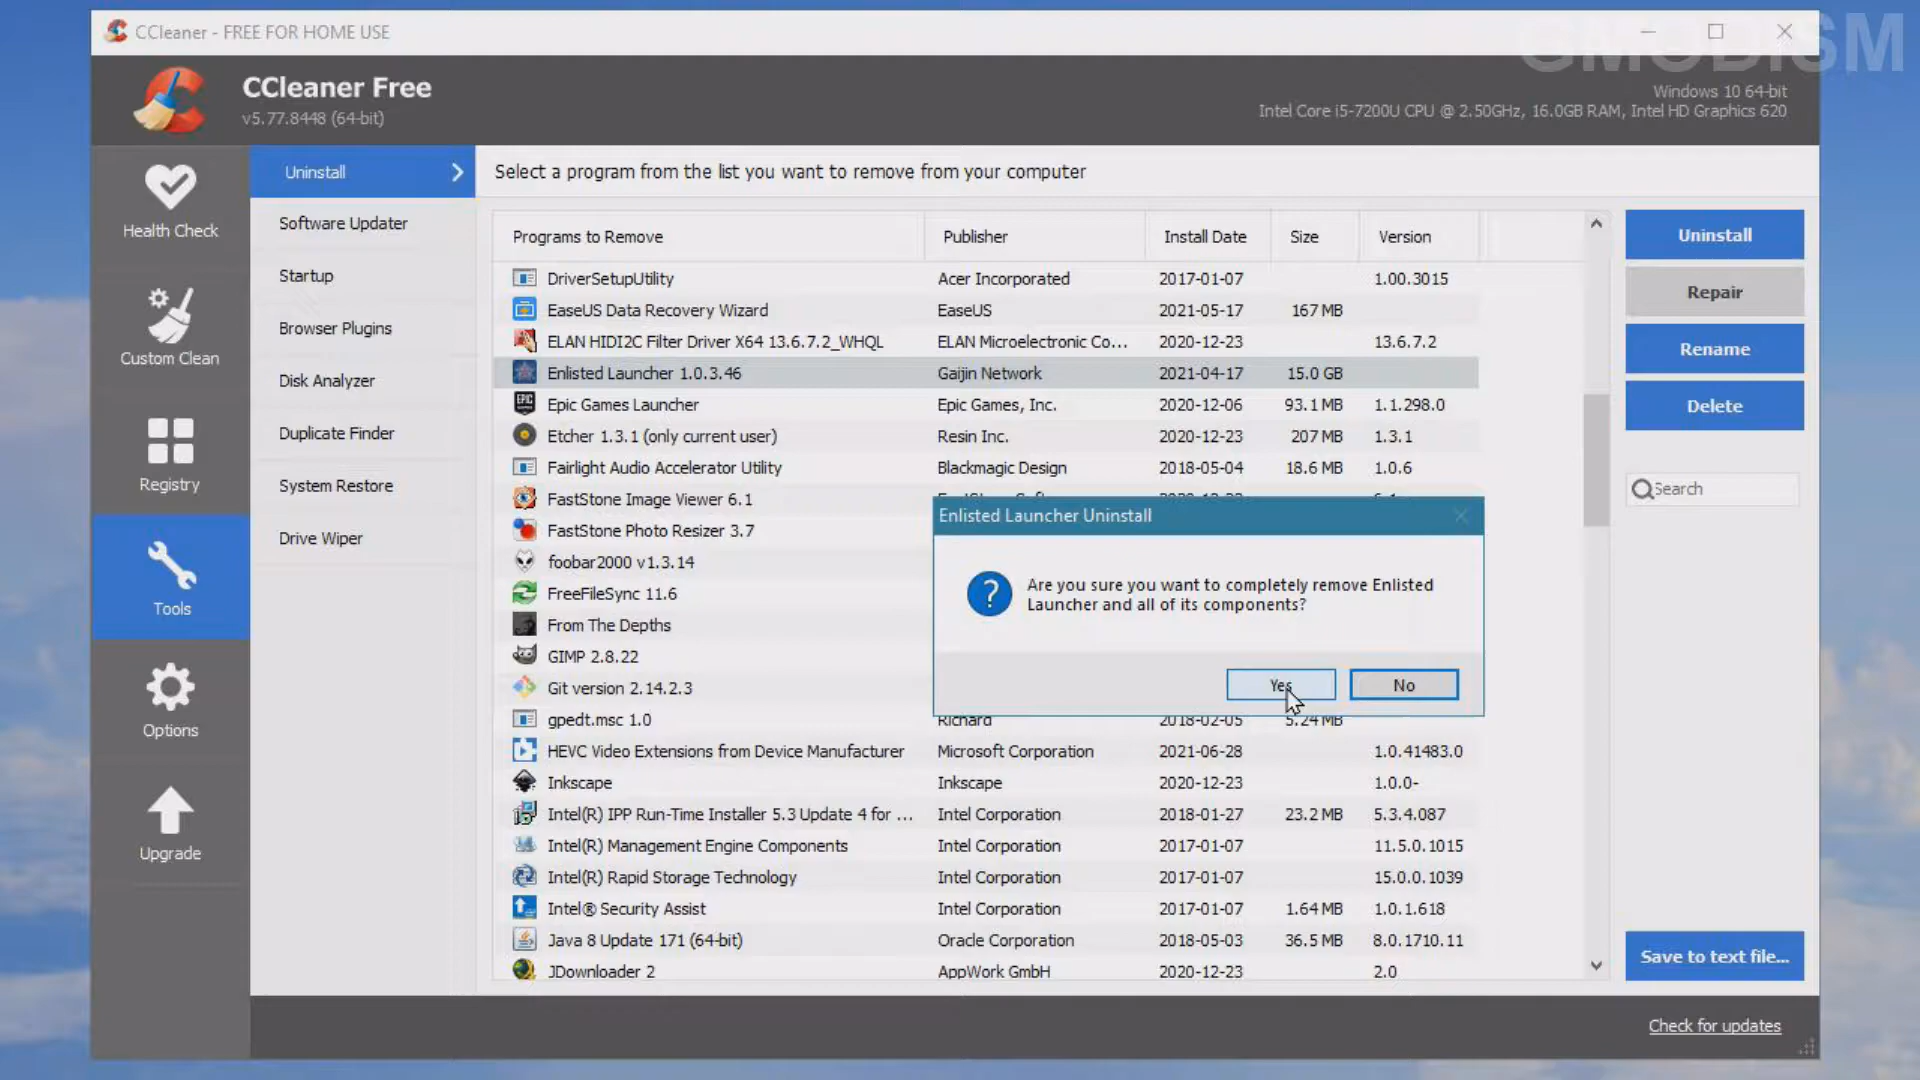 CCleaner - FREE FOR HOME USE
GMODISM
CCleaner Free
v5.77.8448 (64-bit)
Windows 10 64-bit
Intel Core i5-7200U CPU @ 2.50GHz, 16.0GB RAM, Intel HD Graphics 620
Health Check
Custom Clean
Registry
Tools
Options
Upgrade
Uninstall
Software Updater
Startup
Browser Plugins
Disk Analyzer
Duplicate Finder
System Restore
Drive Wiper
Select a program from the list you want to remove from your computer
Programs to Remove Publisher Install Date Size Version
DriverSetupUtility Acer Incorporated 2017-01-07 1.00.3015
EaseUS Data Recovery Wizard EaseUS 2021-05-17 167 MB
ELAN HIDI2C Filter Driver X64 13.6.7.2_WHQL ELAN Microelectronic Co... 2020-12-23 13.6.7.2
Enlisted Launcher 1.0.3.46 Gaijin Network 2021-04-17 15.0 GB
Epic Games Launcher Epic Games, Inc. 2020-12-06 93.1 MB 1.1.298.0
Etcher 1.3.1 (only current user) Resin Inc. 2020-12-23 207 MB 1.3.1
Fairlight Audio Accelerator Utility Blackmagic Design 2018-05-04 18.6 MB 1.0.6
FastStone Image Viewer 6.1
FastStone Photo Resizer 3.7
foobar2000 v1.3.14
FreeFileSync 11.6
From The Depths
GIMP 2.8.22
Git version 2.14.2.3
gpedt.msc 1.0 Richard 2018-02-05 5.24 MB
HEVC Video Extensions from Device Manufacturer Microsoft Corporation 2021-06-28 1.0.41483.0
Inkscape Inkscape 2020-12-23 1.0.0-
Intel(R) IPP Run-Time Installer 5.3 Update 4 for ... Intel Corporation 2018-01-27 23.2 MB 5.3.4.087
Intel(R) Management Engine Components Intel Corporation 2017-01-07 11.5.0.1015
Intel(R) Rapid Storage Technology Intel Corporation 2017-01-07 15.0.0.1039
Intel® Security Assist Intel Corporation 2017-01-07 1.64 MB 1.0.1.618
Java 8 Update 171 (64-bit) Oracle Corporation 2018-05-03 36.5 MB 8.0.1710.11
JDownloader 2 AppWork GmbH 2020-12-23 2.0
Enlisted Launcher Uninstall
Are you sure you want to completely remove Enlisted
Launcher and all of its components?
Yes No
Uninstall
Repair
Rename
Delete
Search
Save to text file...
Check for updates